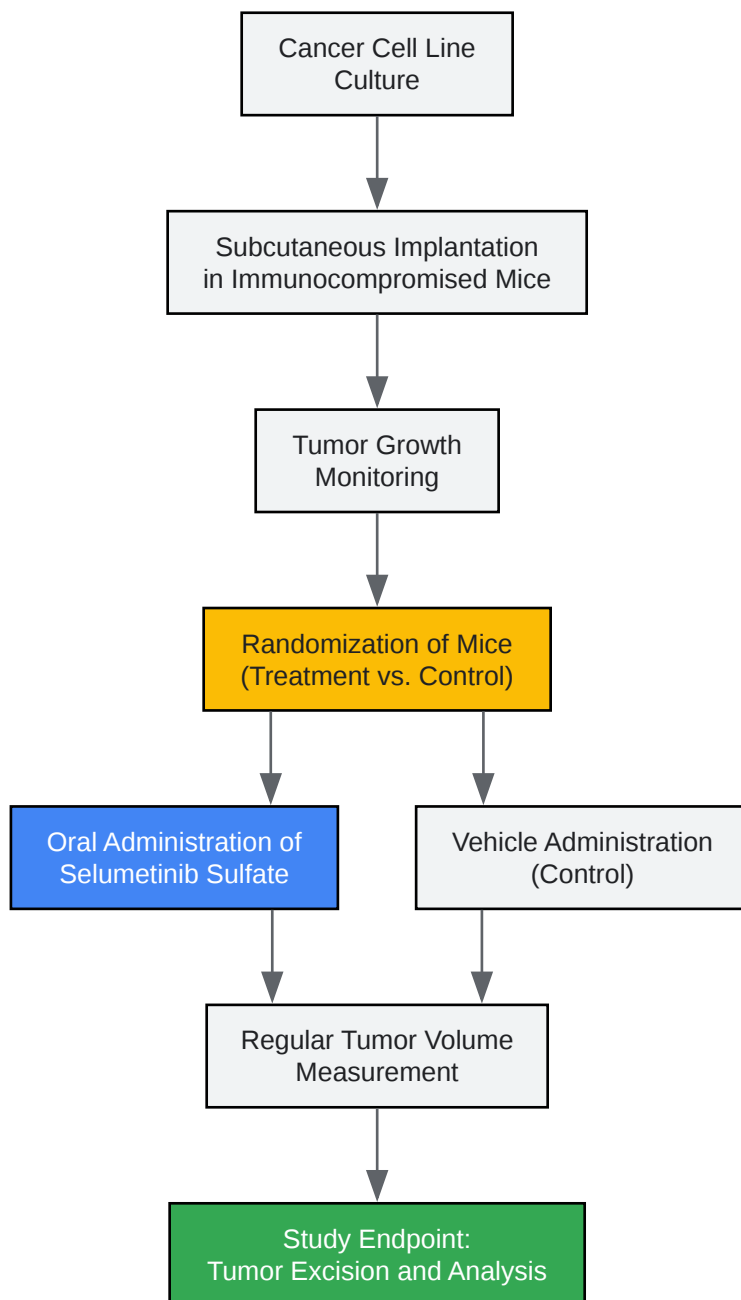 Cancer Cell Line
Culture
Subcutaneous Implantation
in Immunocompromised Mice
Tumor Growth
Monitoring
Randomization of Mice
(Treatment vs. Control)
Oral Administration of
Selumetinib Sulfate
Vehicle Administration
(Control)
Regular Tumor Volume
Measurement
Study Endpoint:
Tumor Excision and Analysis